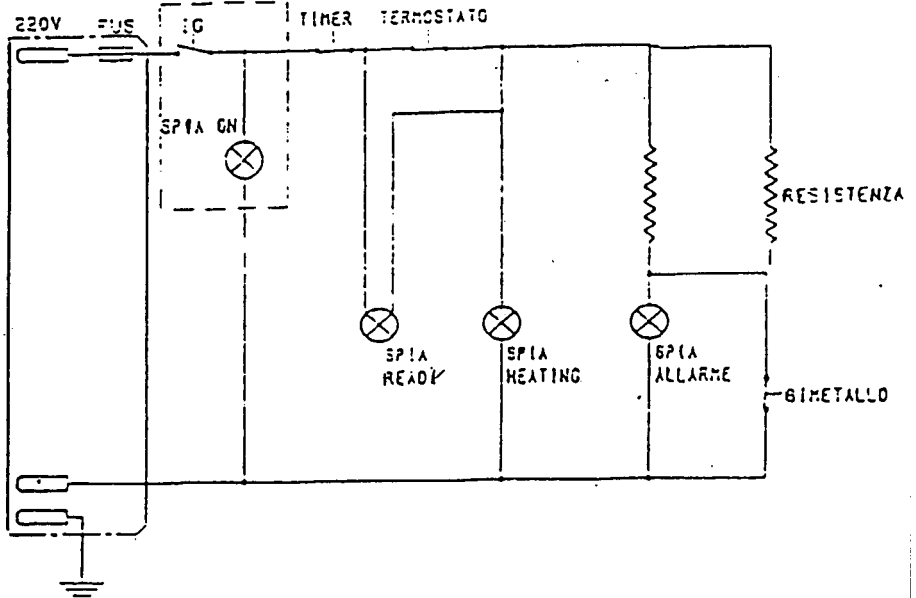 220V
FUS
IG
TIMER
TERMOSTATO
SPIA ON
RESISTENZA
SPIA
READY
SPIA
HEATING
SPIA
ALLARME
BIMETALLO